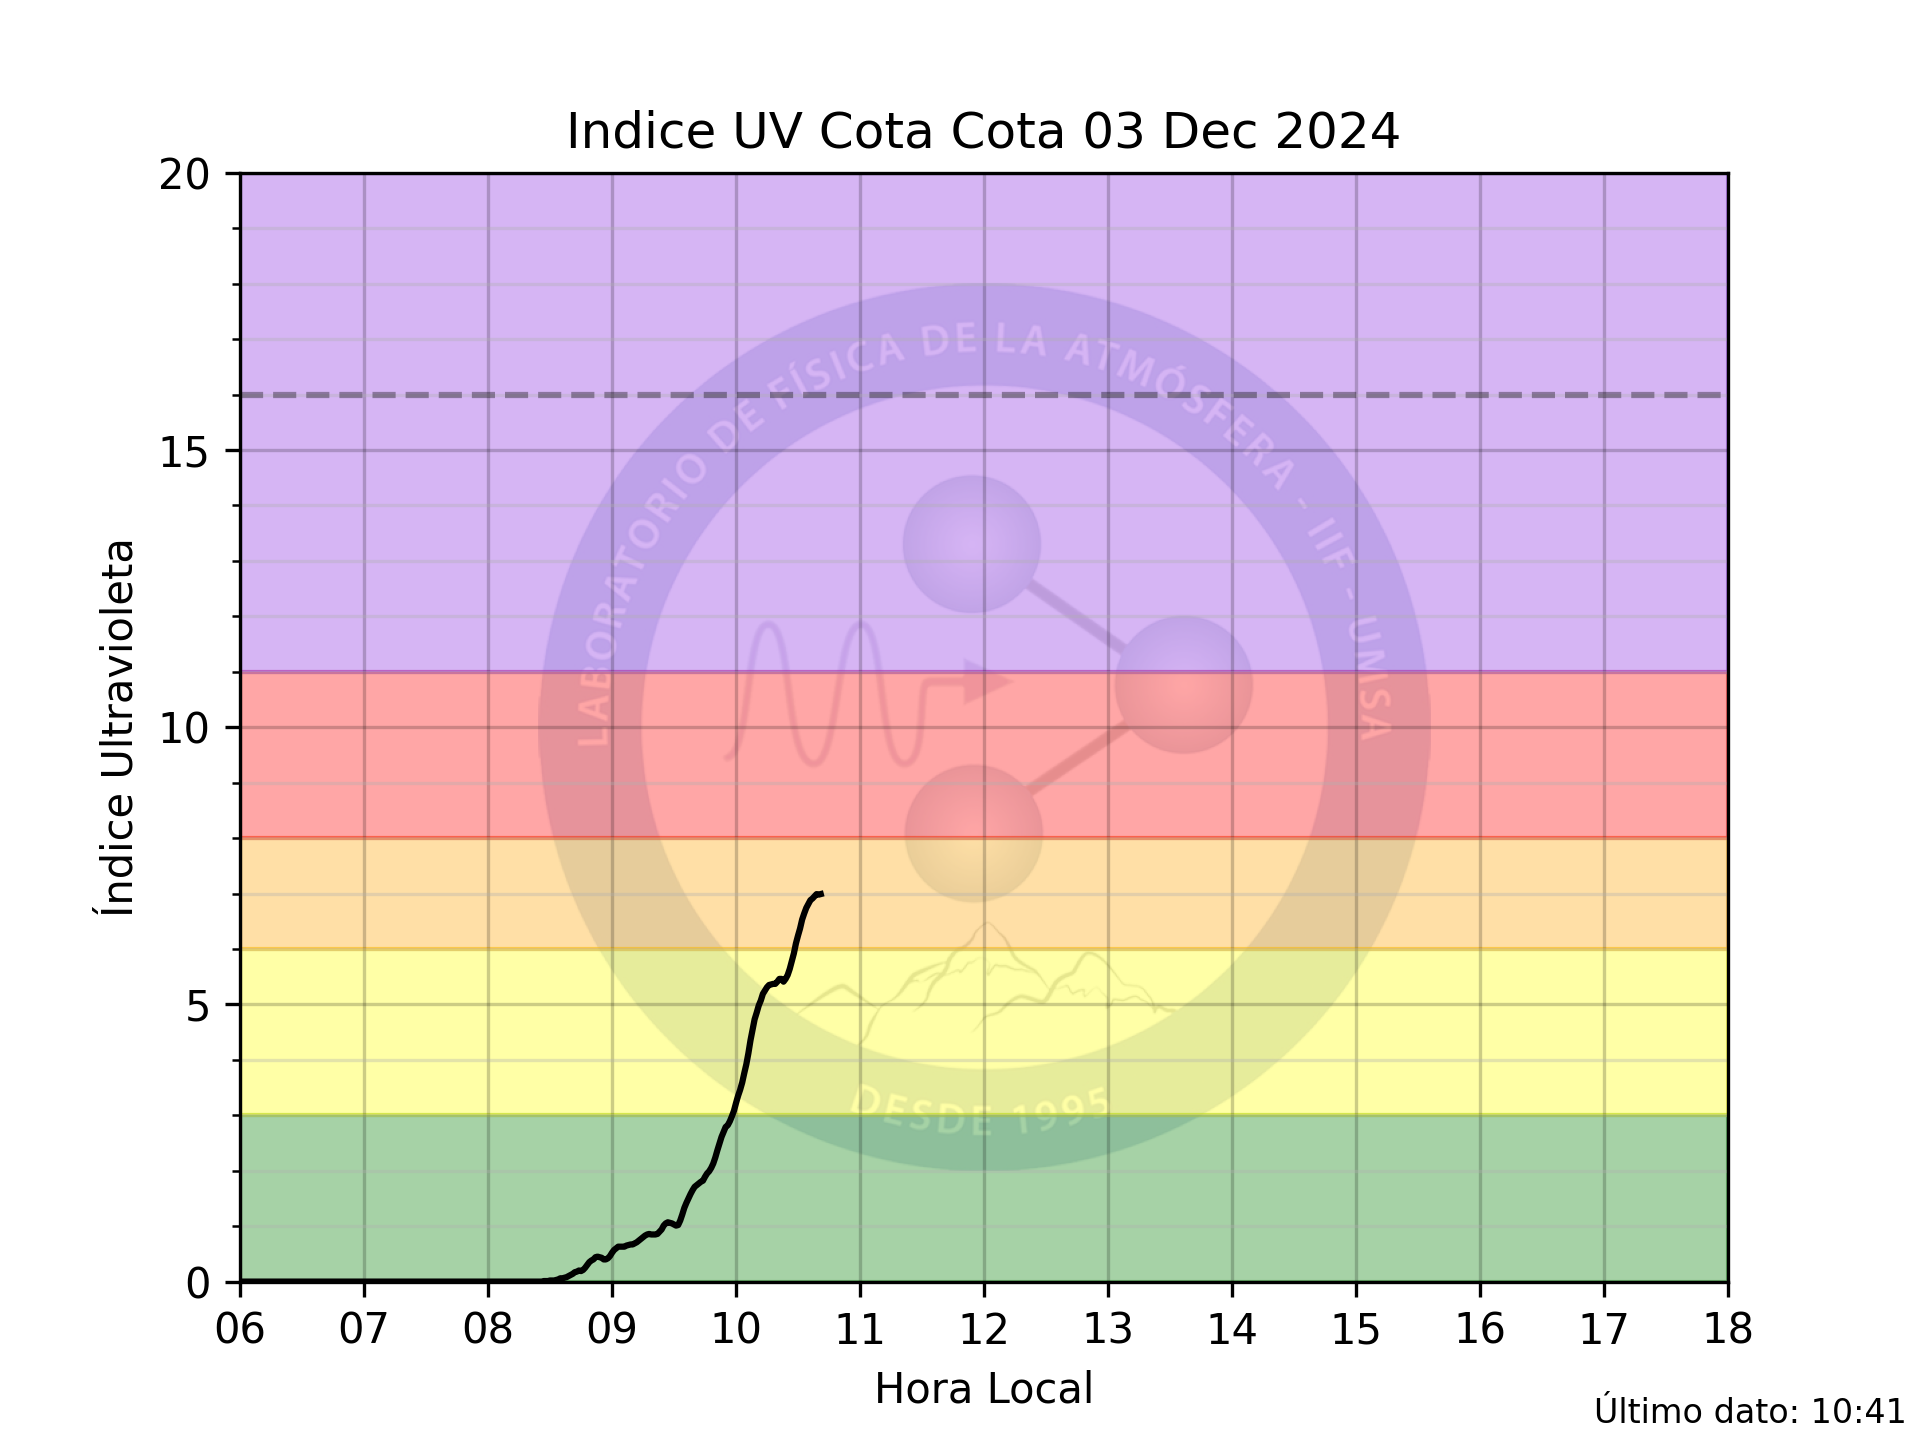 Indice UV Cota Cota 03 Dec 2024
20
15
10
5
0
Índice Ultravioleta
LABORATORIO DE FÍSICA DE LA ATMÓSFERA - IIF - UMSA
DESDE 1995
06 07 08 09 10 11 12 13 14 15 16 17 18
Hora Local
Último dato: 10:41